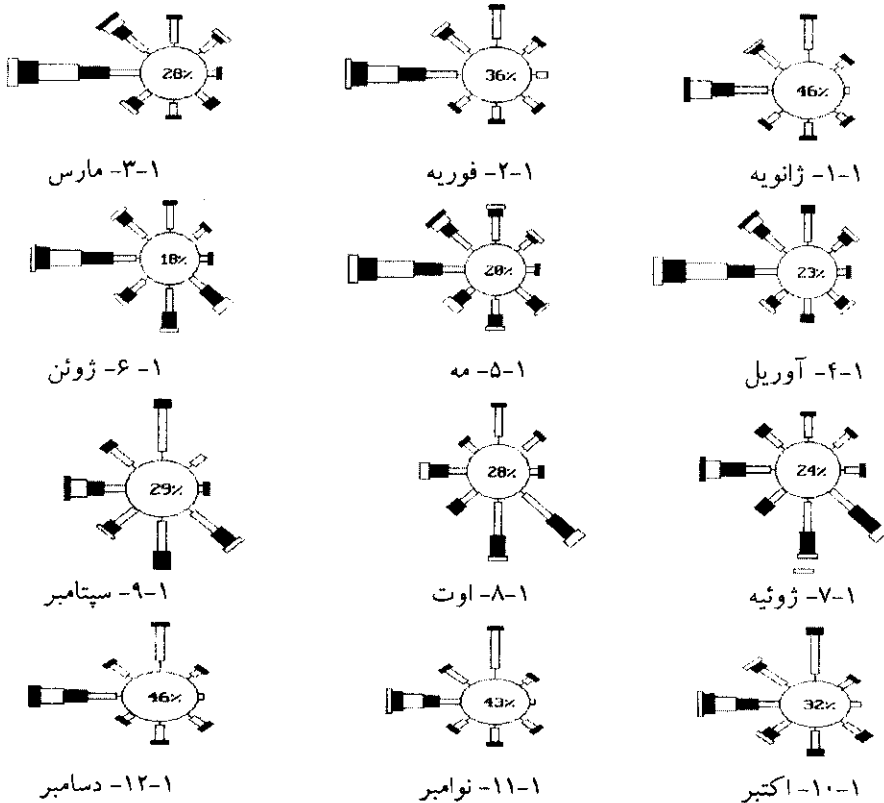 46%
36%
28%
۱-۱- ژانویه
۱-۲- فوریه
۱-۳- مارس
23%
20%
18%
۱-۴- آوریل
۱-۵- مه
۱- ۶- ژوئن
24%
28%
29%
۱-۷- ژوئیه
۱-۸- اوت
۱-۹- سپتامبر
32%
43%
46%
۱-۱۰- اکتبر
۱-۱۱- نوامبر
۱-۱۲- دسامبر